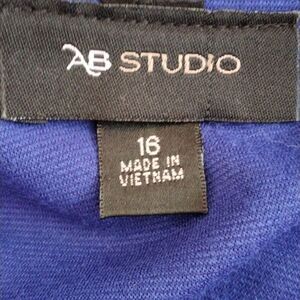 AB STUDIO
16
MADE IN
VIETNAM